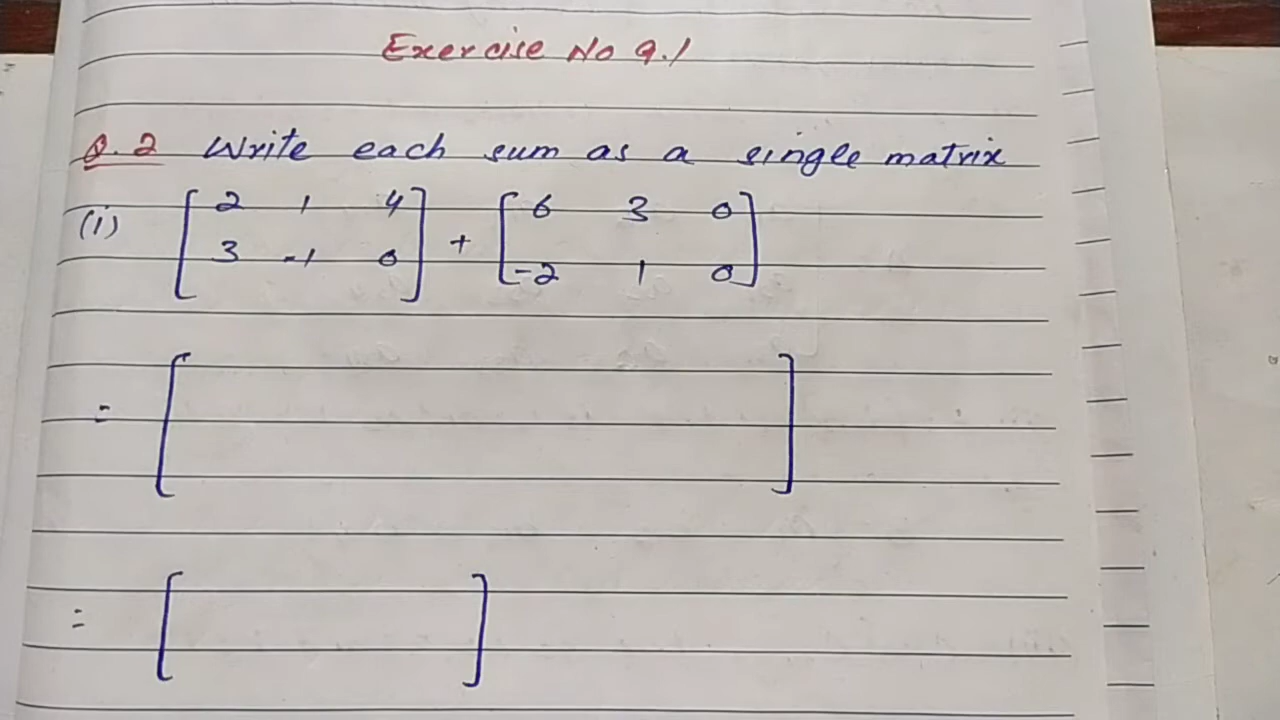 Exercise No 9.1
Q.2 Write each sum as a single matrix
(i) [ 2 1 4 ] + [ 6 3 0 ]
[ 3 -1 0 ] [ -2 1 0 ]
= [ ]
= [ ]